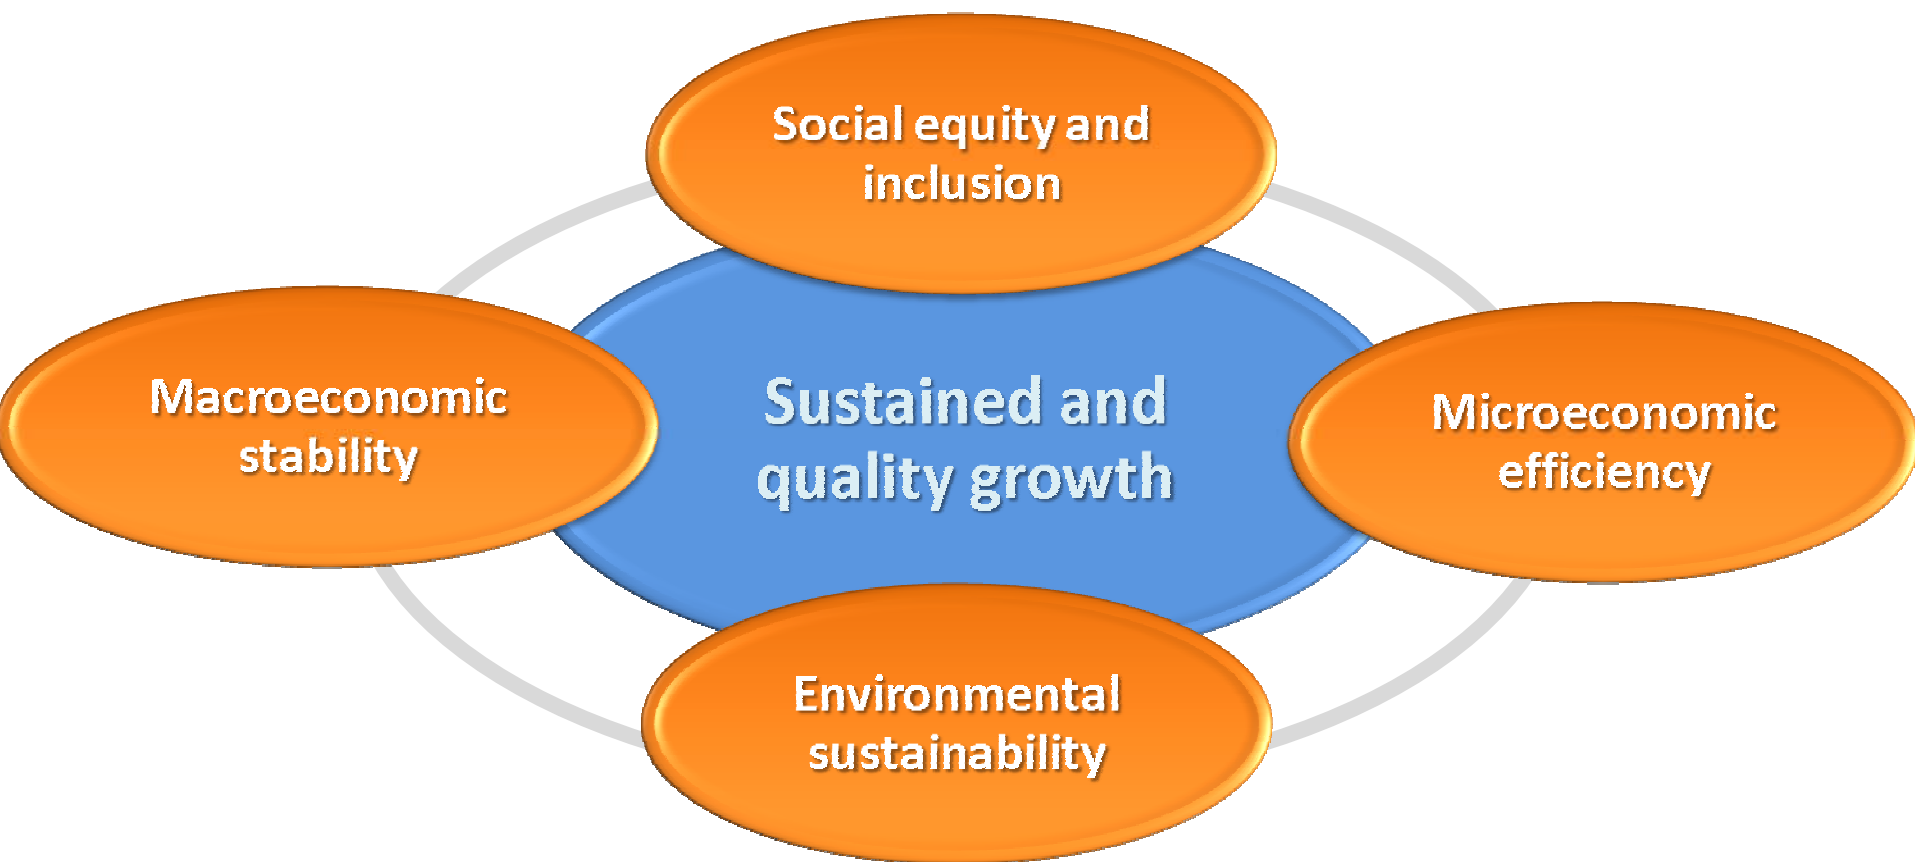 Social equity and
inclusion
Macroeconomic
stability
Sustained and
quality growth
Microeconomic
efficiency
Environmental
sustainability